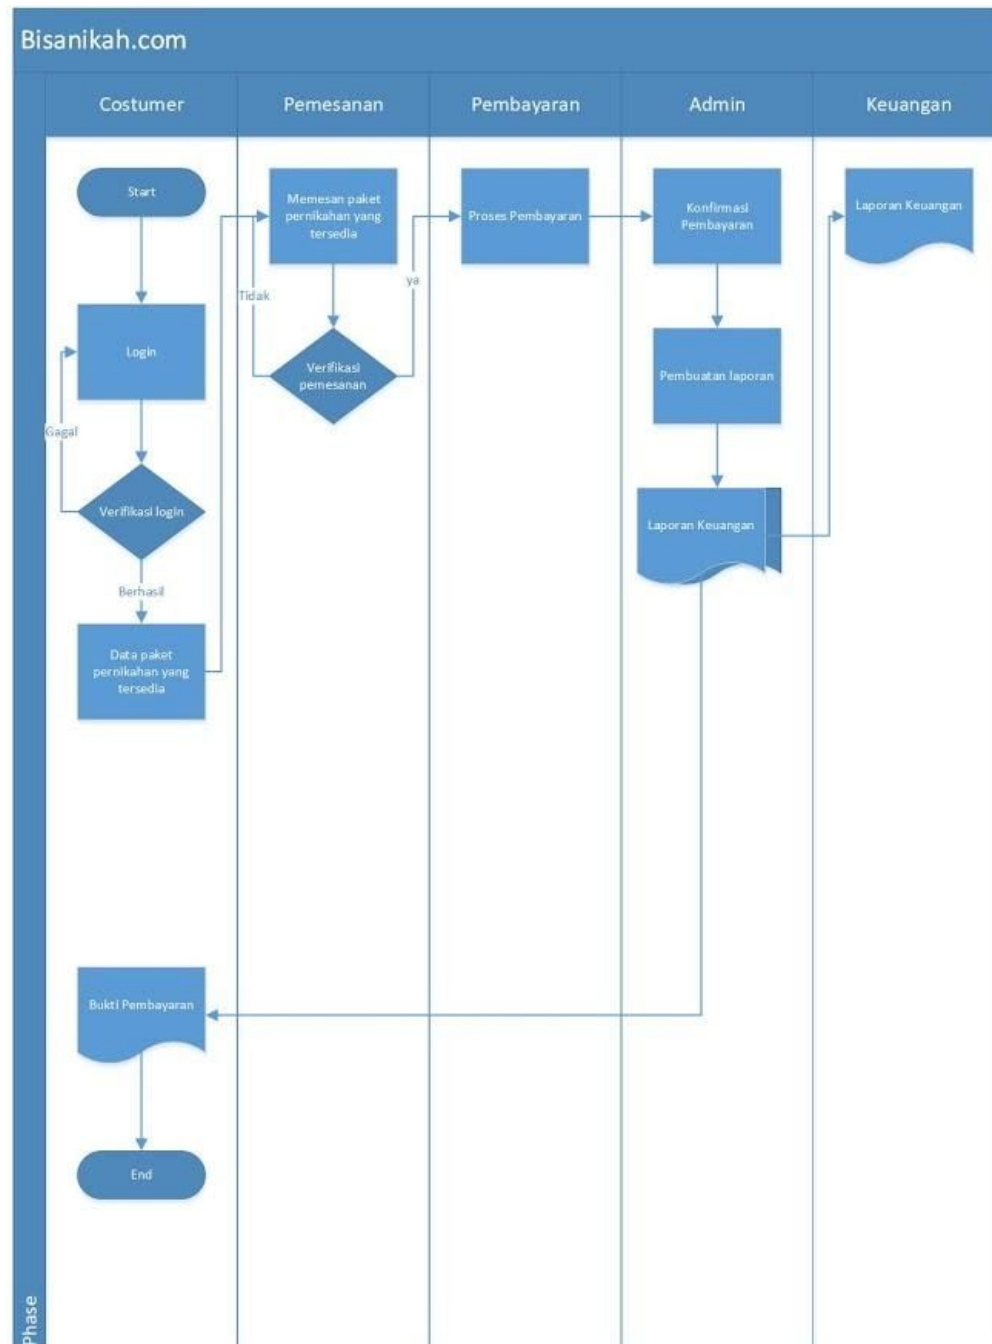 Bisanikah.com
Costumer
Pemesanan
Pembayaran
Admin
Keuangan
Start
Login
Gagal
Verifikasi login
Berhasil
Data paket
pernikahan yang
tersedia
Memesan paket
pernikahan yang
tersedia
Tidak
Verifikasi
pemesanan
ya
Proses Pembayaran
Konfirmasi
Pembayaran
Pembuatan laporan
Laporan Keuangan
Laporan Keuangan
Bukti Pembayaran
End
Phase